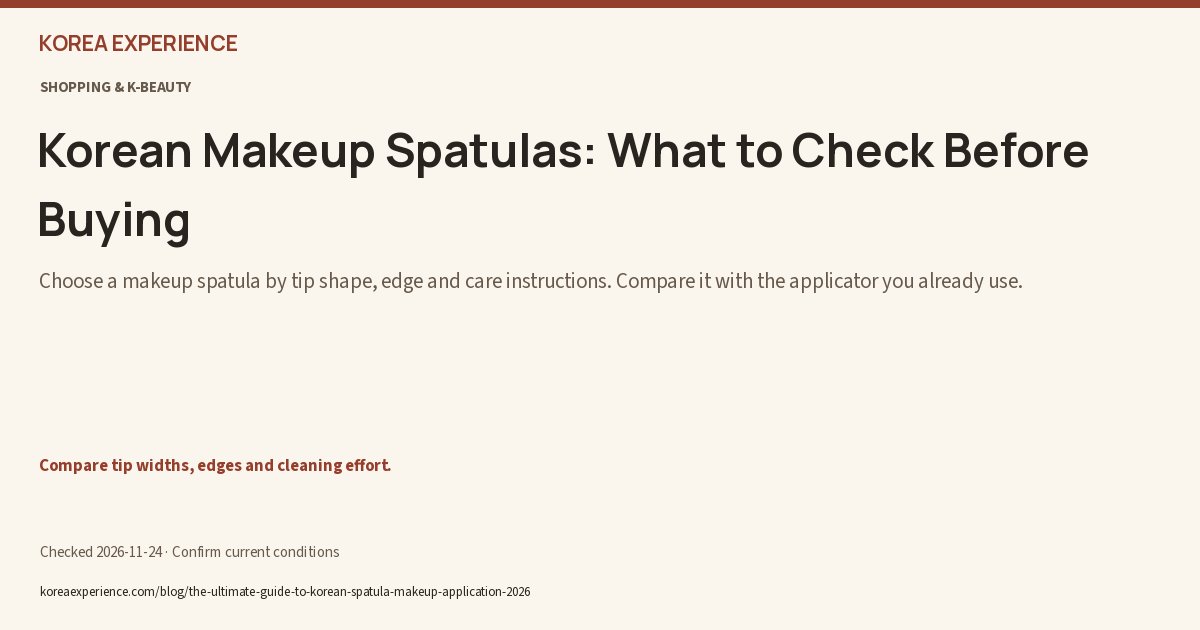 KOREA EXPERIENCE
SHOPPING & K-BEAUTY
Korean Makeup Spatulas: What to Check Before
Buying
Choose a makeup spatula by tip shape, edge and care instructions. Compare it with the applicator you already use.
Compare tip widths, edges and cleaning effort.
Checked 2026-11-24 · Confirm current conditions
koreaexperience.com/blog/the-ultimate-guide-to-korean-spatula-makeup-application-2026